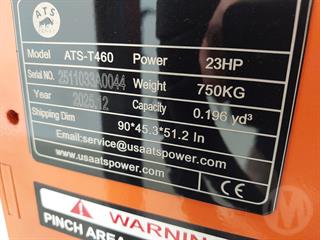 ATS
Model ATS-T460 Power 23HP
Serial NO. 2511033A0044 Weight 750KG
Year 2025.12 Capacity 0.196 yd³
Shipping Dim 90*45.3*51.2 In
Email:service@usaatspower.com
www.usaatspower.com
CE
WARNING
PINCH AREA